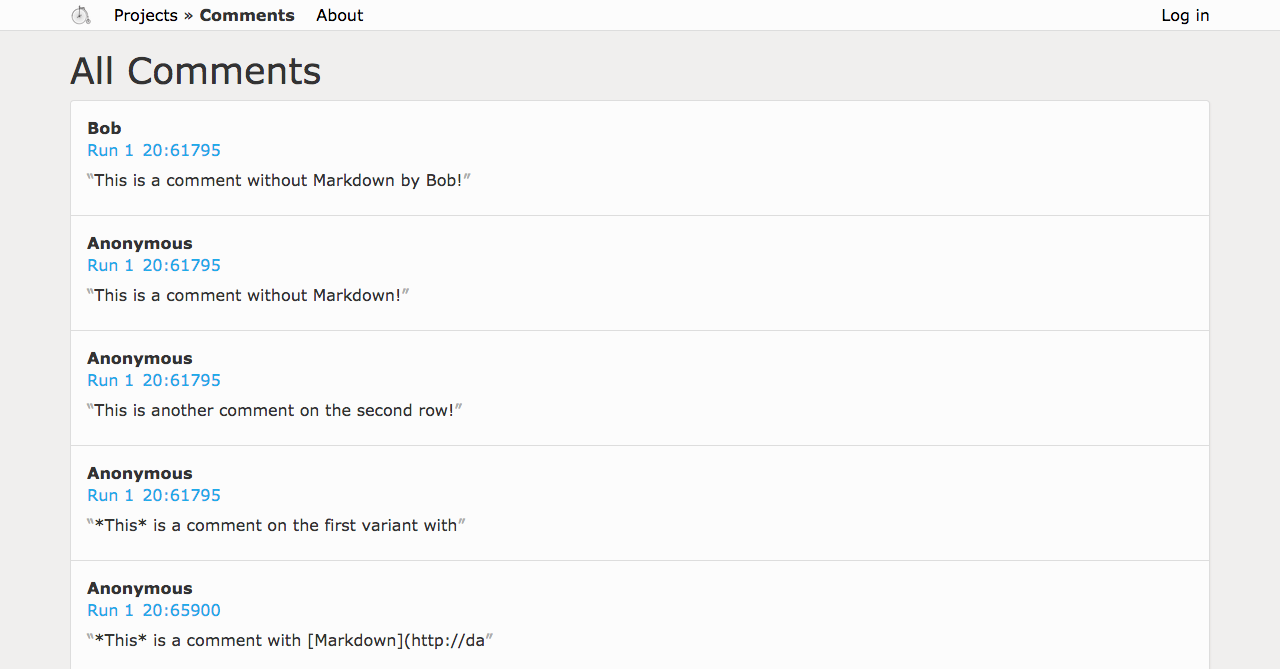 Projects » Comments About Log in
All Comments
Bob
Run 1 20:61795
“This is a comment without Markdown by Bob!”
Anonymous
Run 1 20:61795
“This is a comment without Markdown!”
Anonymous
Run 1 20:61795
“This is another comment on the second row!”
Anonymous
Run 1 20:61795
“*This* is a comment on the first variant with”
Anonymous
Run 1 20:65900
“*This* is a comment with [Markdown](http://da”